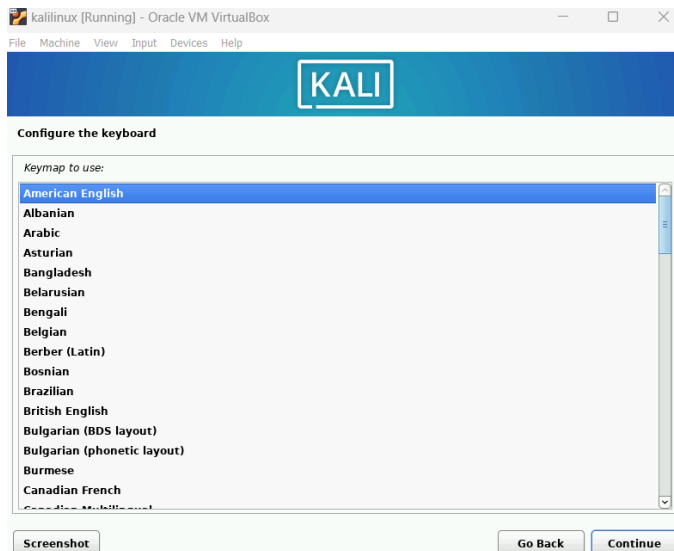 kalilinux [Running] - Oracle VM VirtualBox
File Machine View Input Devices Help
KALI
Configure the keyboard
Keymap to use:
American English
Albanian
Arabic
Asturian
Bangladesh
Belarusian
Bengali
Belgian
Berber (Latin)
Bosnian
Brazilian
British English
Bulgarian (BDS layout)
Bulgarian (phonetic layout)
Burmese
Canadian French
Canadian Multilingual
Screenshot Go Back Continue